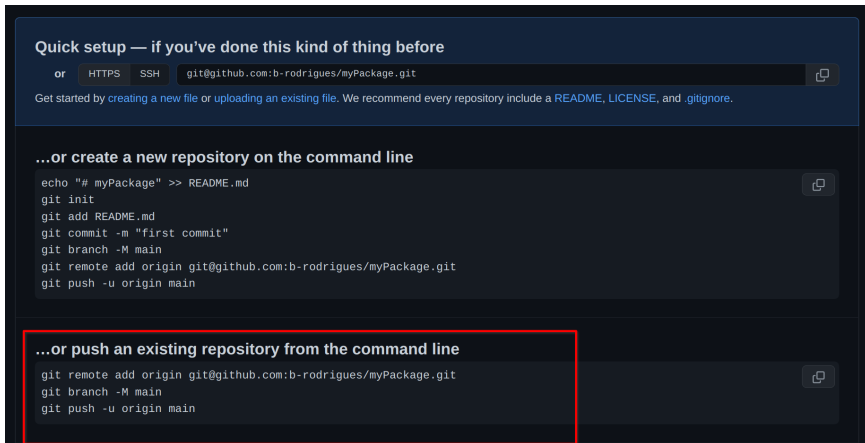 Quick setup — if you’ve done this kind of thing before
or HTTPS SSH git@github.com:b-rodrigues/myPackage.git
Get started by creating a new file or uploading an existing file. We recommend every repository include a README, LICENSE, and .gitignore.
…or create a new repository on the command line
echo "# myPackage" >> README.md
git init
git add README.md
git commit -m "first commit"
git branch -M main
git remote add origin git@github.com:b-rodrigues/myPackage.git
git push -u origin main
…or push an existing repository from the command line
git remote add origin git@github.com:b-rodrigues/myPackage.git
git branch -M main
git push -u origin main